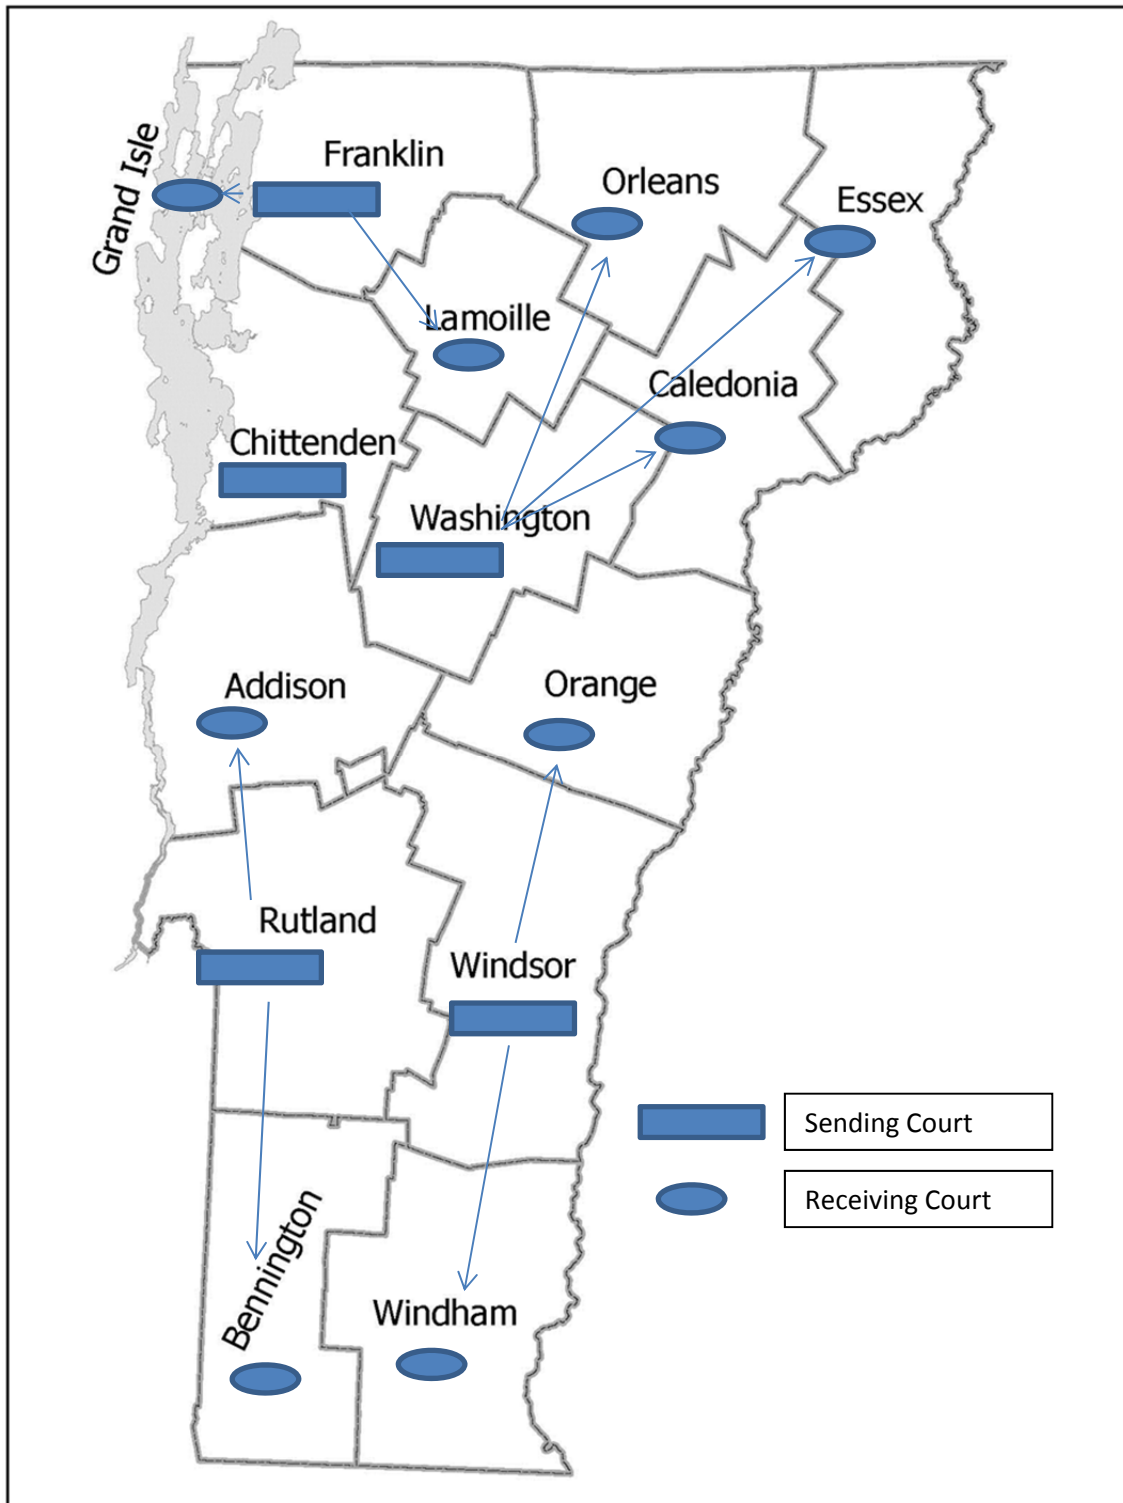 Grand Isle
Franklin
Orleans
Essex
Lamoille
Caledonia
Chittenden
Washington
Addison
Orange
Rutland
Windsor
Sending Court
Receiving Court
Bennington
Windham